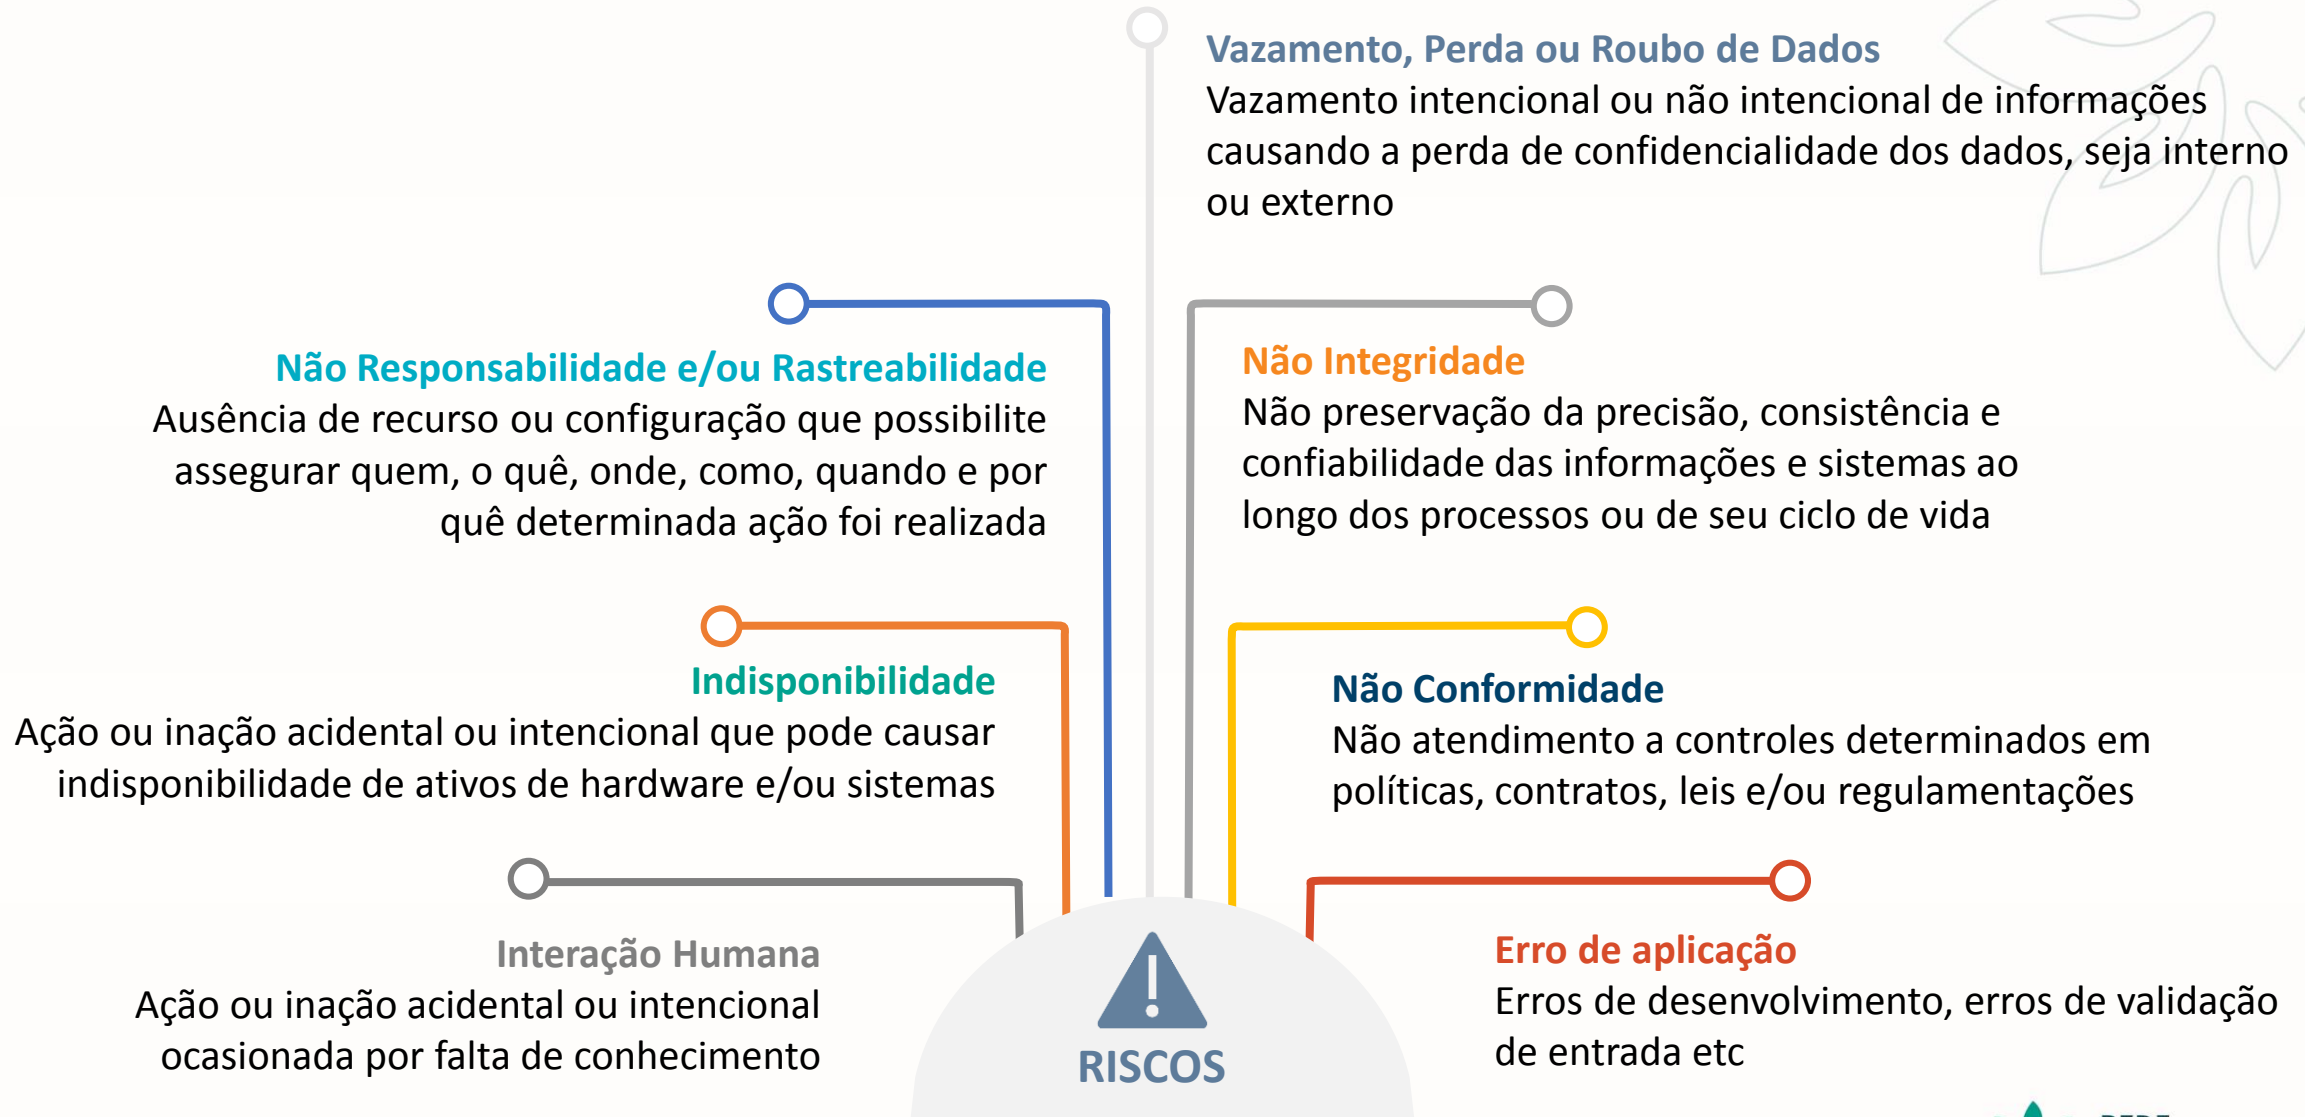 Vazamento, Perda ou Roubo de Dados
Vazamento intencional ou não intencional de informações
causando a perda de confidencialidade dos dados, seja interno
ou externo
Não Responsabilidade e/ou Rastreabilidade
Ausência de recurso ou configuração que possibilite
assegurar quem, o quê, onde, como, quando e por
quê determinada ação foi realizada
Não Integridade
Não preservação da precisão, consistência e
confiabilidade das informações e sistemas ao
longo dos processos ou de seu ciclo de vida
Indisponibilidade
Ação ou inação acidental ou intencional que pode causar
indisponibilidade de ativos de hardware e/ou sistemas
Não Conformidade
Não atendimento a controles determinados em
políticas, contratos, leis e/ou regulamentações
Interação Humana
Ação ou inação acidental ou intencional
ocasionada por falta de conhecimento
Erro de aplicação
Erros de desenvolvimento, erros de validação
de entrada etc
RISCOS